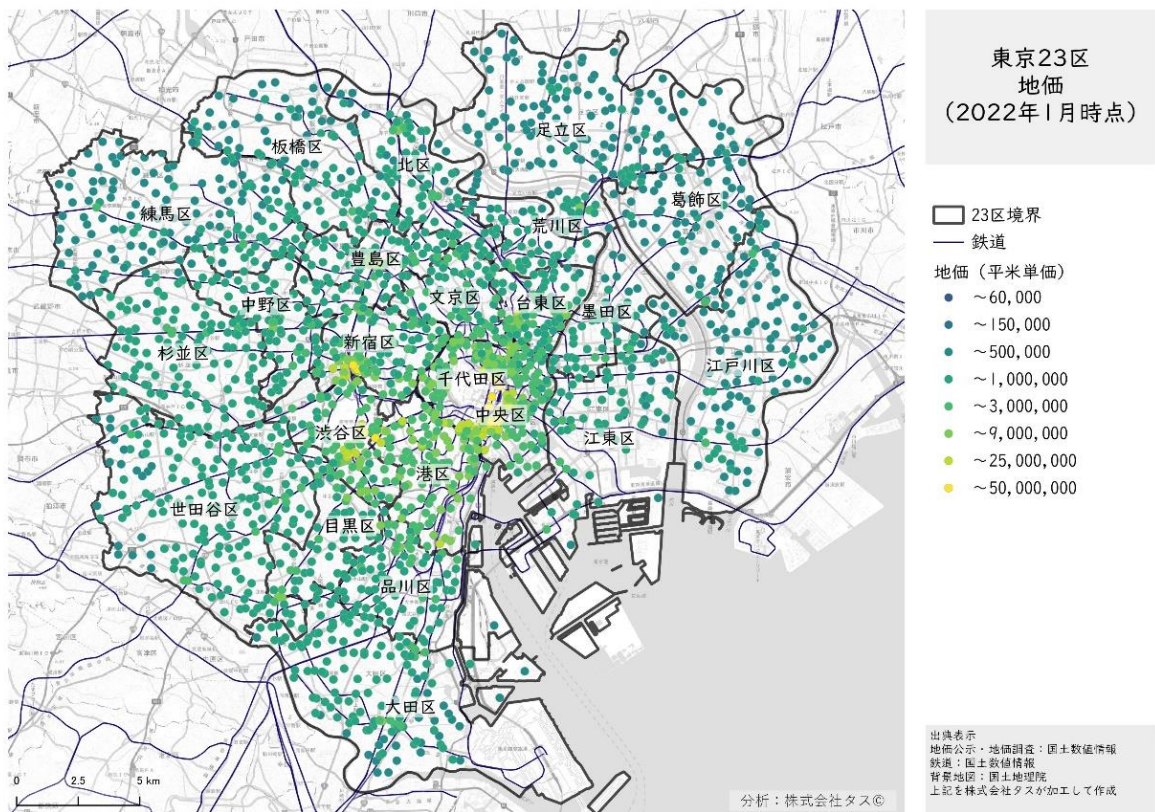 東京23区
地価
（2022年1月時点）
23区境界
鉄道
地価（平米単価）
～60,000
～150,000
～500,000
～1,000,000
～3,000,000
～9,000,000
～25,000,000
～50,000,000
足立区
板橋区
北区
葛飾区
練馬区
荒川区
豊島区
文京区
台東区
中野区
墨田区
新宿区
杉並区
江戸川区
千代田区
中央区
渋谷区
江東区
港区
世田谷区
目黒区
品川区
大田区
0 2.5 5 km
分析：株式会社タス©
出典表示
地価公示・地価調査：国土数値情報
鉄道：国土数値情報
背景地図：国土地理院
上記を株式会社タスが加工して作成